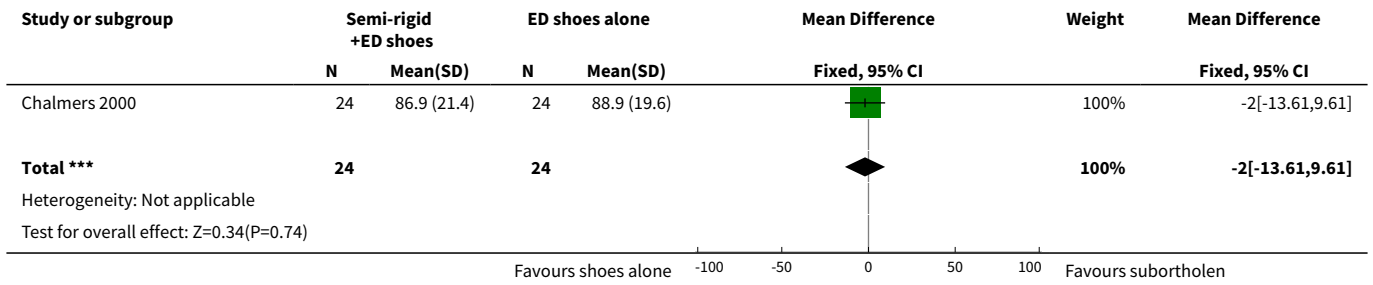 Study or subgroup Semi-rigid ED shoes alone Mean Difference Weight Mean Difference
+ED shoes
N Mean(SD) N Mean(SD) Fixed, 95% CI Fixed, 95% CI
Chalmers 2000 24 86.9 (21.4) 24 88.9 (19.6) 100% -2[-13.61,9.61]
Total *** 24 24 100% -2[-13.61,9.61]
Heterogeneity: Not applicable
Test for overall effect: Z=0.34(P=0.74)
Favours shoes alone -100 -50 0 50 100 Favours subortholen